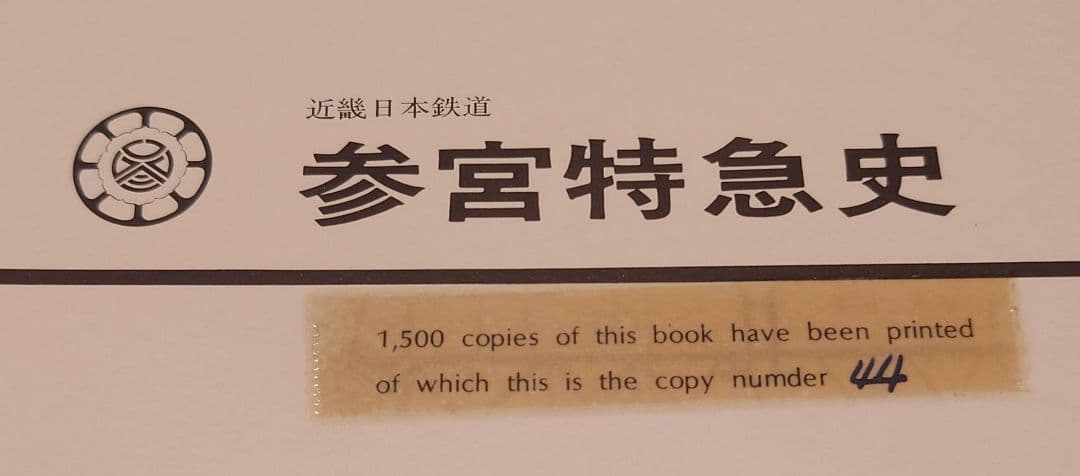 近畿日本鉄道
参宮特急史
1,500 copies of this book have been printed
of which this is the copy numder 44